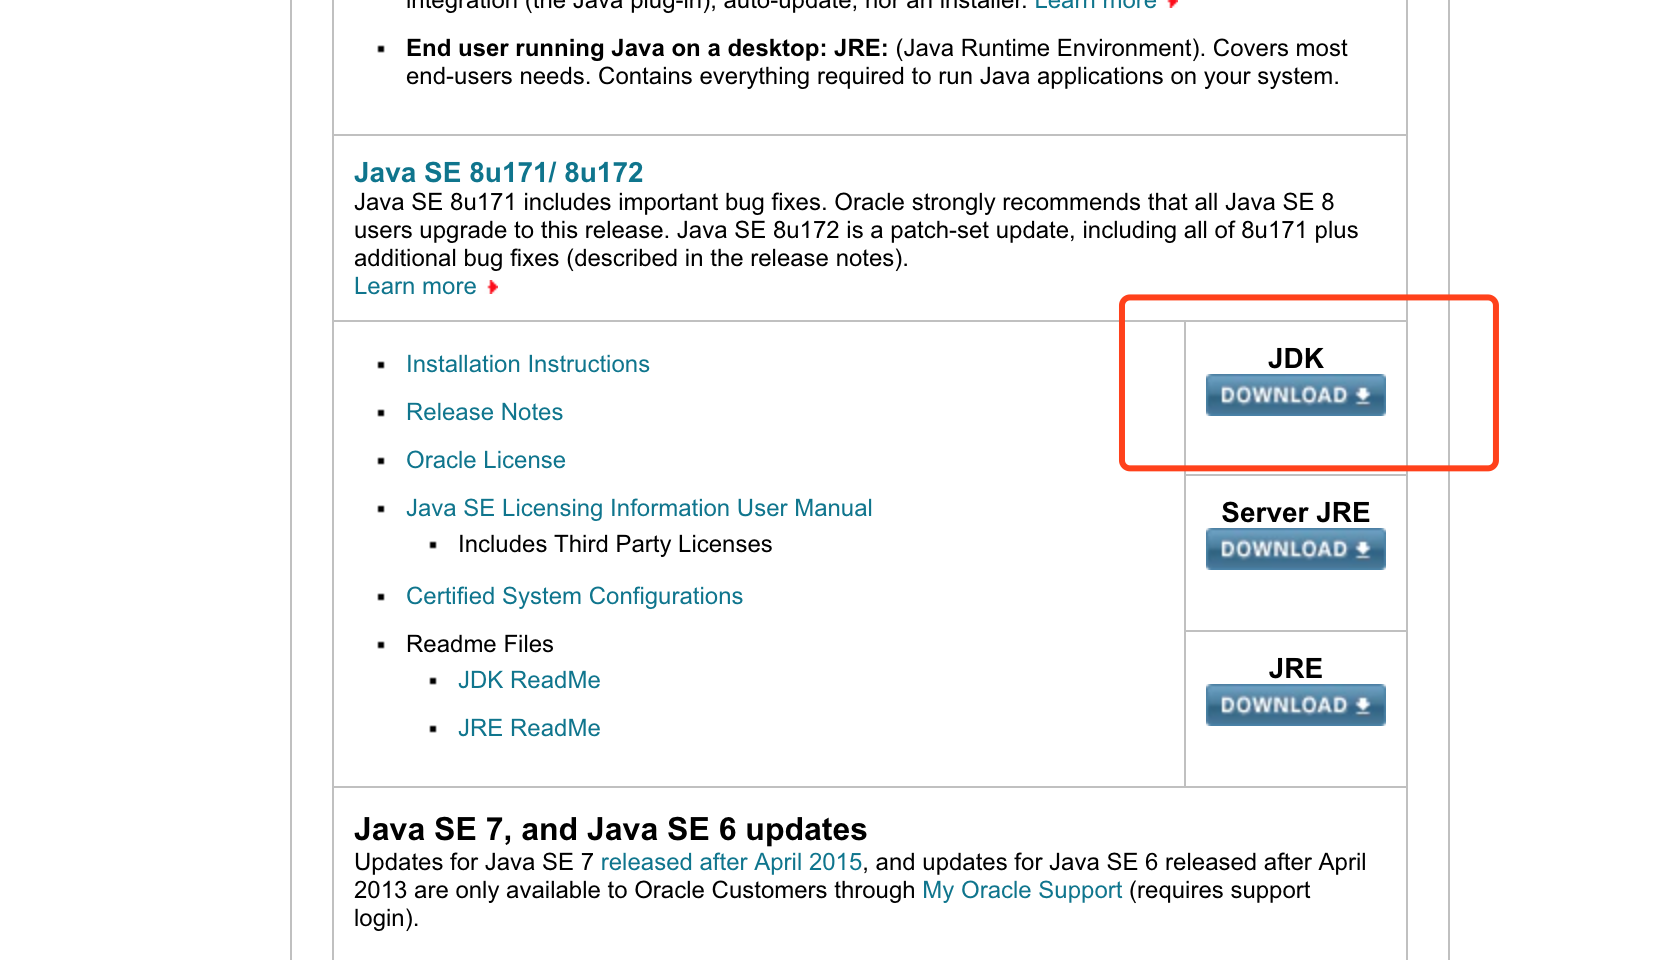 integration (the Java plug-in), auto-update, nor an installer. Learn more
End user running Java on a desktop: JRE: (Java Runtime Environment). Covers most
end-users needs. Contains everything required to run Java applications on your system.
Java SE 8u171/ 8u172
Java SE 8u171 includes important bug fixes. Oracle strongly recommends that all Java SE 8
users upgrade to this release. Java SE 8u172 is a patch-set update, including all of 8u171 plus
additional bug fixes (described in the release notes).
Learn more
Installation Instructions
Release Notes
Oracle License
Java SE Licensing Information User Manual
Includes Third Party Licenses
Certified System Configurations
Readme Files
JDK ReadMe
JRE ReadMe
JDK
DOWNLOAD
Server JRE
DOWNLOAD
JRE
DOWNLOAD
Java SE 7, and Java SE 6 updates
Updates for Java SE 7 released after April 2015, and updates for Java SE 6 released after April
2013 are only available to Oracle Customers through My Oracle Support (requires support
login).